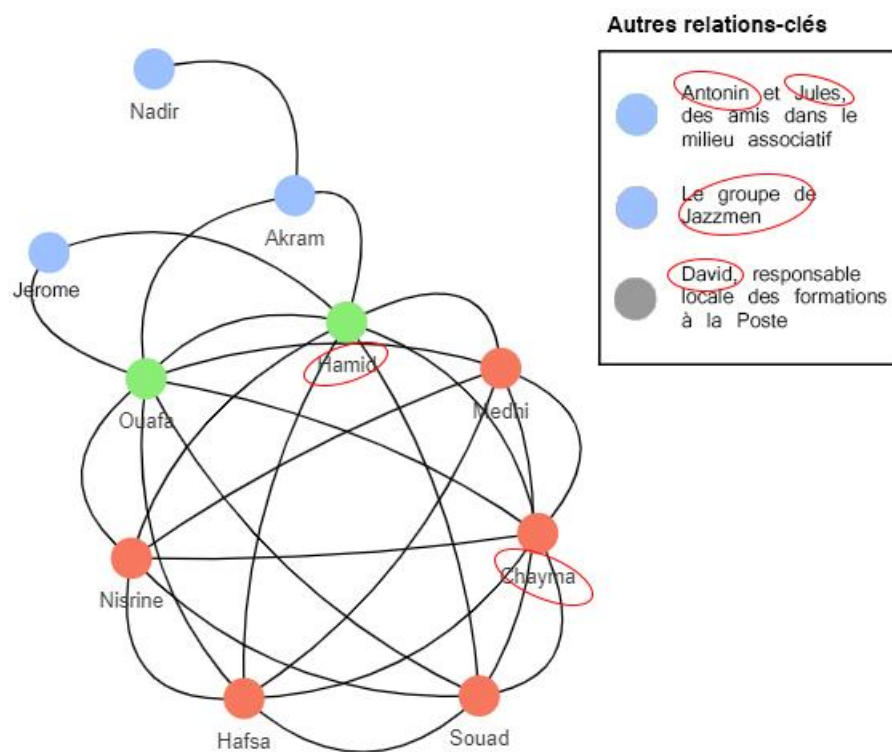 Autres relations-clés
Antonin et Jules,
des amis dans le
milieu associatif
Le groupe de
Jazzmen
David, responsable
locale des formations
à la Poste
Nadir
Akram
Jerome
Hamid
Ouafa
Medhi
Chayma
Nisrine
Hafsa
Souad